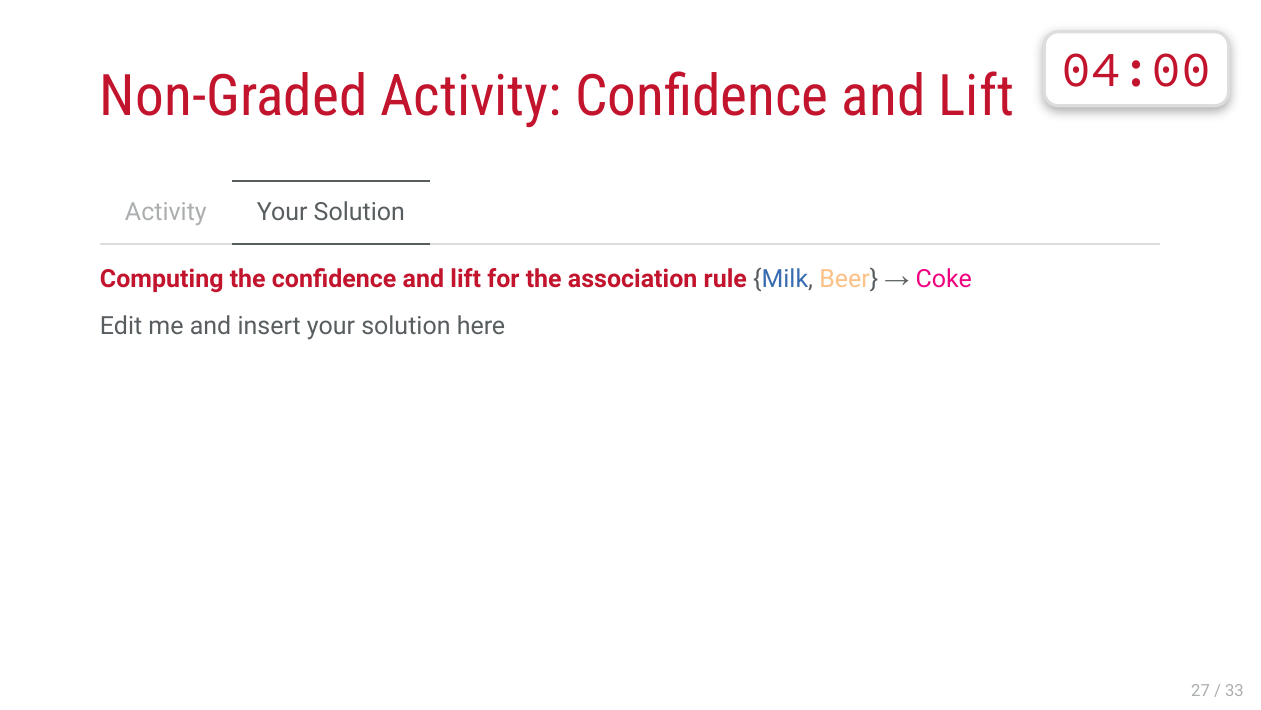 Non-Graded Activity: Confidence and Lift
04:00
Activity
Your Solution
Computing the confidence and lift for the association rule {Milk, Beer} → Coke
Edit me and insert your solution here
27 / 33